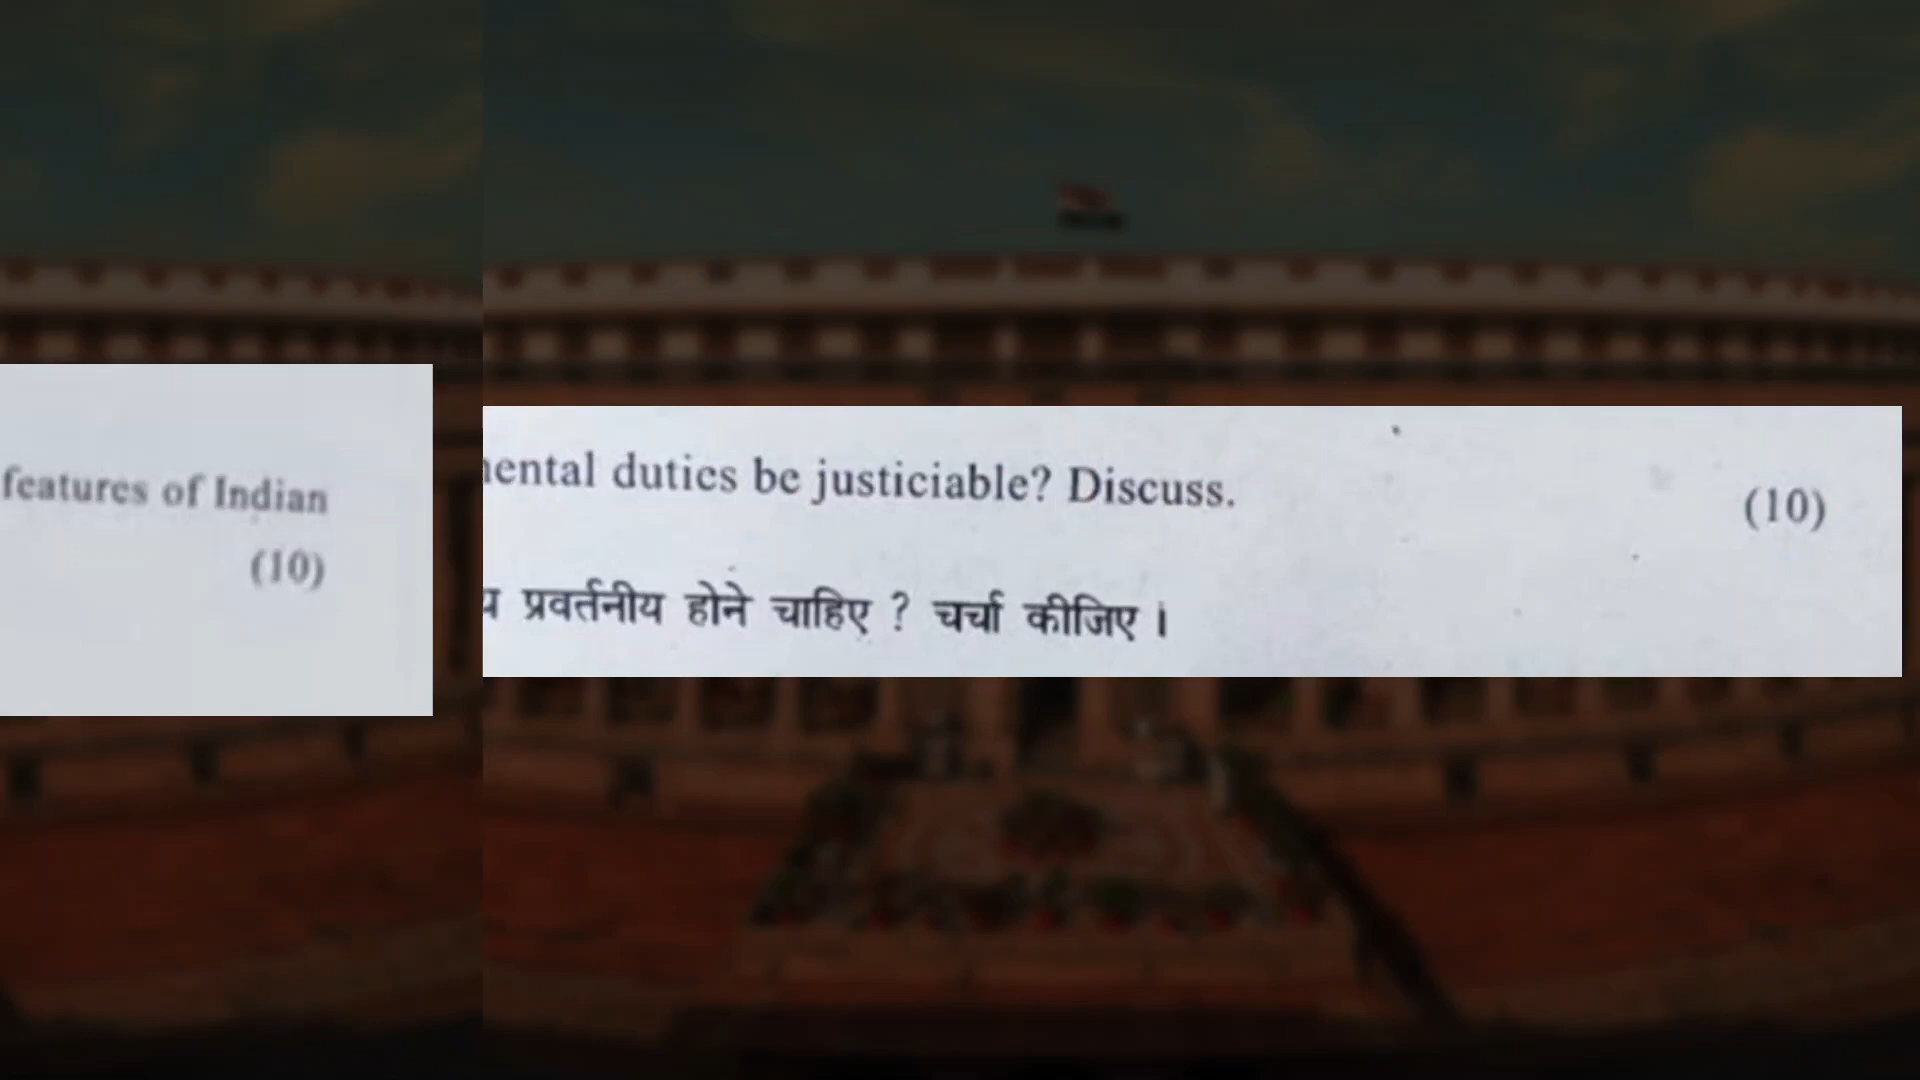 features of Indian
(10)
ental duties be justiciable? Discuss. (10)
प्रवर्तनीय होने चाहिए ? चर्चा कीजिए ।